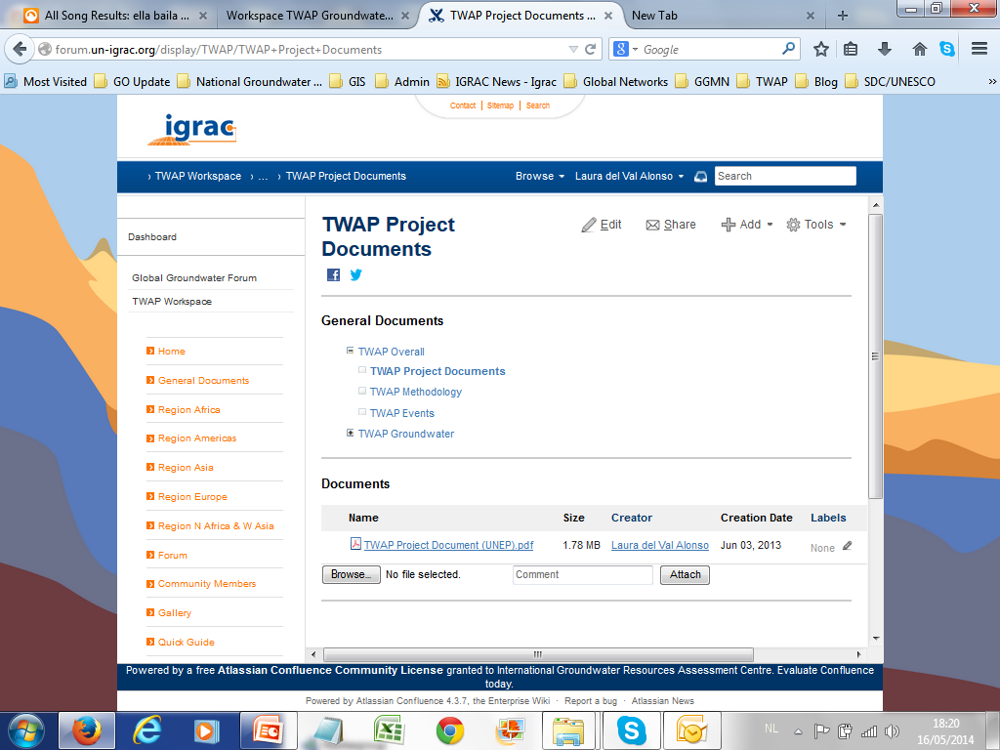 All Song Results: ella baila ...
Workspace TWAP Groundwate...
TWAP Project Documents ...
New Tab
forum.un-igrac.org/display/TWAP/TWAP+Project+Documents
Google
Most Visited
GO Update
National Groundwater ...
GIS
Admin
IGRAC News - Igrac
Global Networks
GGMN
TWAP
Blog
SDC/UNESCO
»
Contact | Sitemap | Search
igrac
› TWAP Workspace › ... › TWAP Project Documents
Browse
Laura del Val Alonso
Search
Dashboard
Global Groundwater Forum
TWAP Workspace
Home
General Documents
Region Africa
Region Americas
Region Asia
Region Europe
Region N Africa & W Asia
Forum
Community Members
Gallery
Quick Guide
TWAP Project
Documents
Edit
Share
Add
Tools
General Documents
TWAP Overall
TWAP Project Documents
TWAP Methodology
TWAP Events
TWAP Groundwater
Documents
Name Size Creator Creation Date Labels
TWAP Project Document (UNEP).pdf 1.78 MB Laura del Val Alonso Jun 03, 2013 None
Browse... No file selected. Comment Attach
Powered by a free Atlassian Confluence Community License granted to International Groundwater Resources Assessment Centre. Evaluate Confluence
today.
Powered by Atlassian Confluence 4.3.7, the Enterprise Wiki · Report a bug · Atlassian News
NL
18:20
16/05/2014